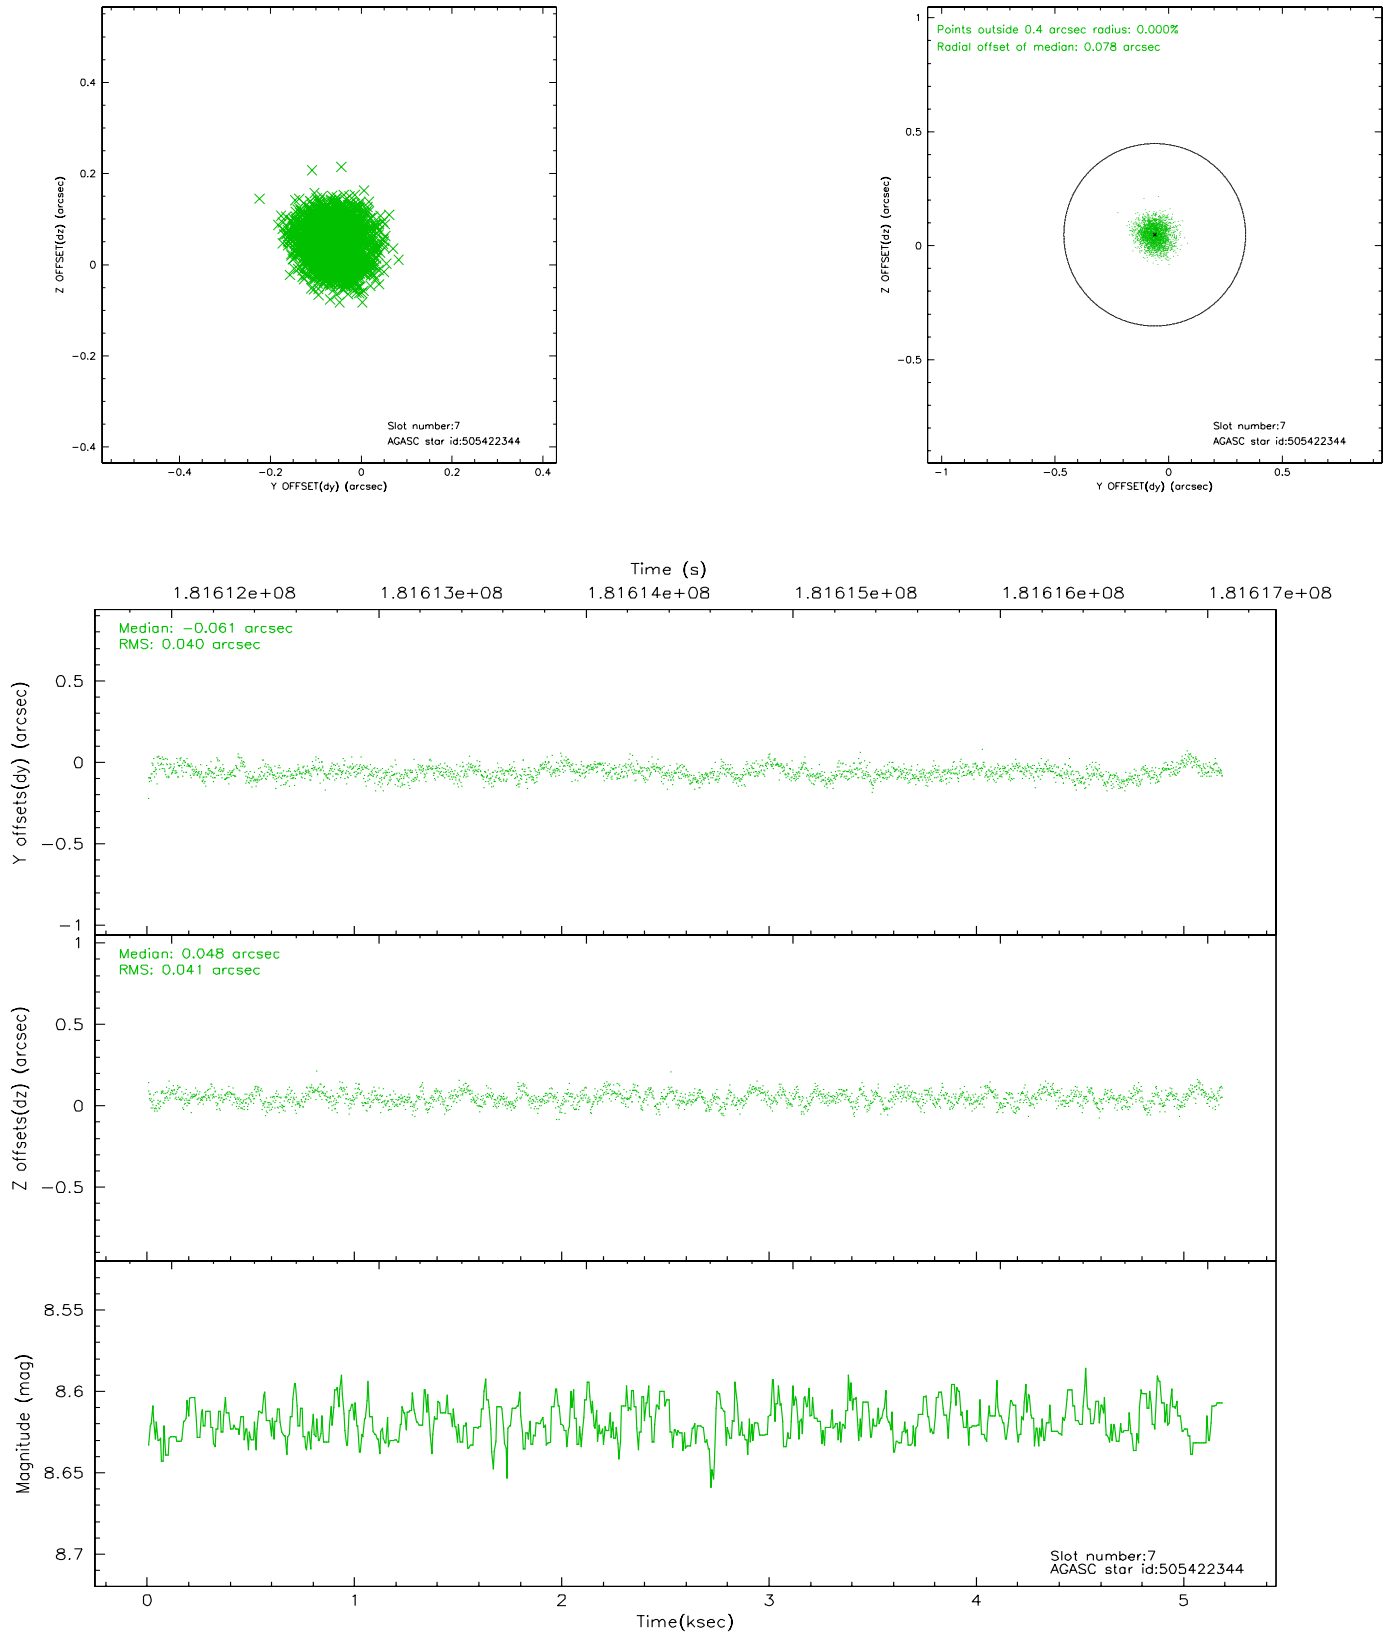 0.4
0.2
0
−0.2
−0.4
Z OFFSET(dz) (arcsec)
Slot number:7
AGASC star id:505422344
−0.4 −0.2 0 0.2 0.4
Y OFFSET(dy) (arcsec)
Points outside 0.4 arcsec radius: 0.000%
Radial offset of median: 0.078 arcsec
1
0.5
0
−0.5
Z OFFSET(dz) (arcsec)
Slot number:7
AGASC star id:505422344
−1 −0.5 0 0.5
Y OFFSET(dy) (arcsec)
Time (s)
1.81612e+08 1.81613e+08 1.81614e+08 1.81615e+08 1.81616e+08 1.81617e+08
Median: −0.061 arcsec
RMS: 0.040 arcsec
0.5
0
−0.5
−1
Y offsets(dy) (arcsec)
Median: 0.048 arcsec
RMS: 0.041 arcsec
1
0.5
0
−0.5
Z offsets(dz) (arcsec)
8.55
8.6
8.65
8.7
Magnitude (mag)
Slot number:7
AGASC star id:505422344
0 1 2 3 4 5
Time(ksec)